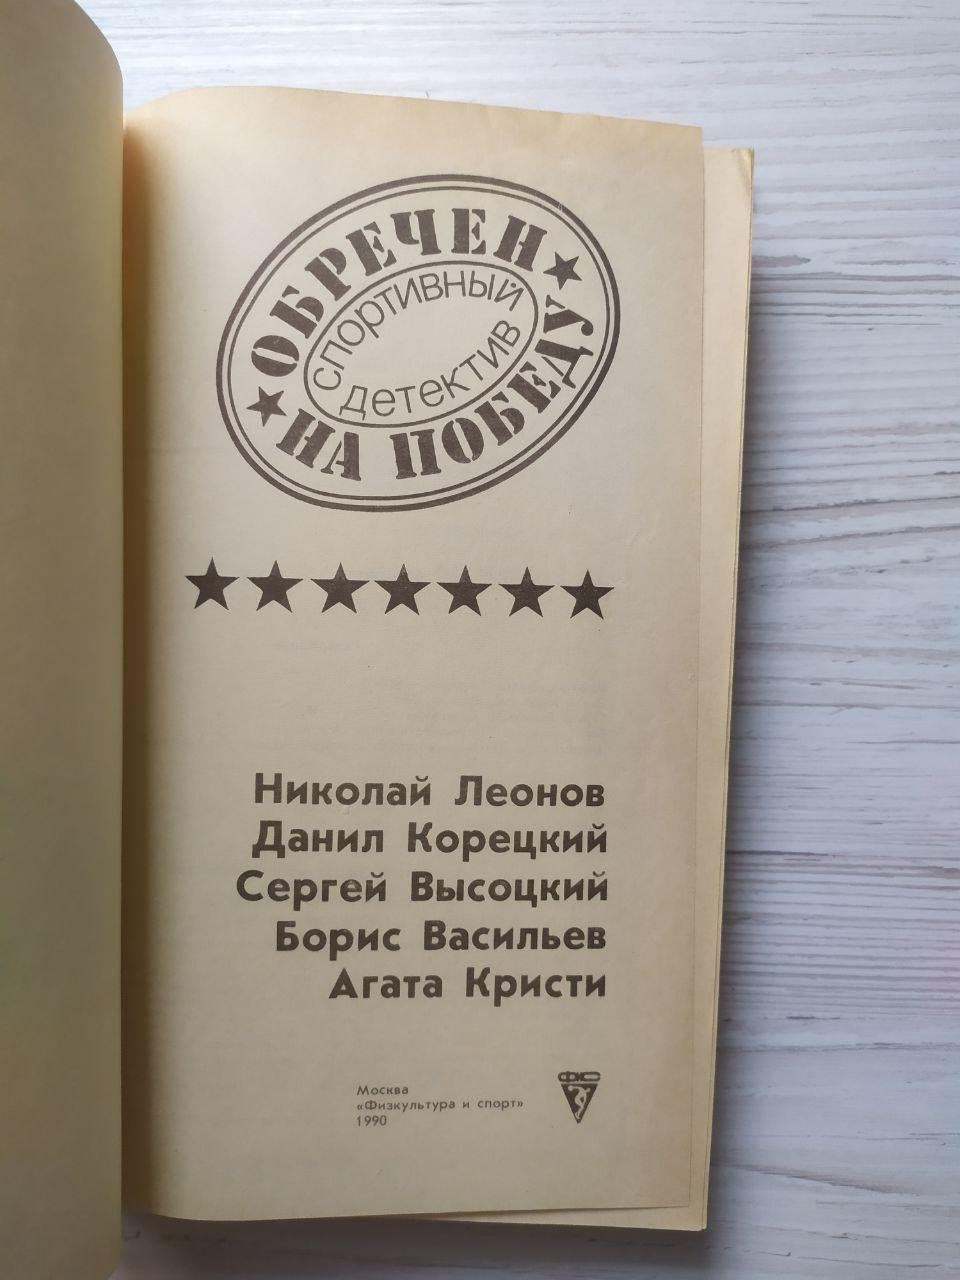 ОБРЕЧЕН
НА ПОБЕДУ
спортивный
детектив
Николай Леонов
Данил Корецкий
Сергей Высоцкий
Борис Васильев
Агата Кристи
Москва
«Физкультура и спорт»
1990
ФиС